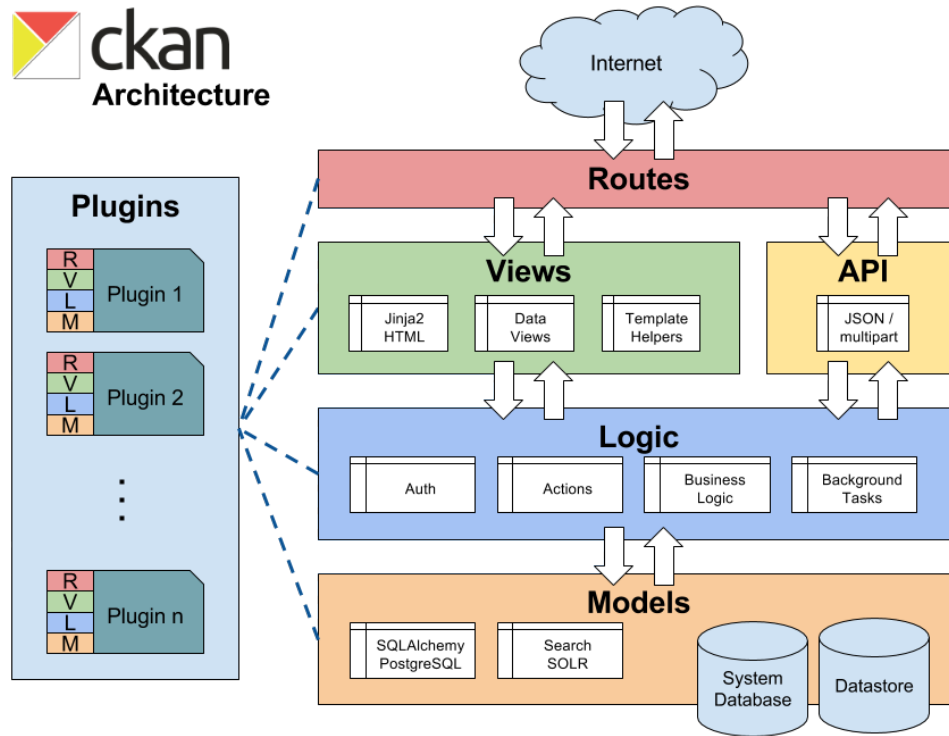 ckan
Architecture
Internet
Routes
Plugins
R
V
L
M
Plugin 1
R
V
L
M
Plugin 2
R
V
L
M
Plugin n
Views
Jinja2
HTML
Data
Views
Template
Helpers
API
JSON /
multipart
Logic
Auth
Actions
Business
Logic
Background
Tasks
Models
SQLAlchemy
PostgreSQL
Search
SOLR
System
Database
Datastore